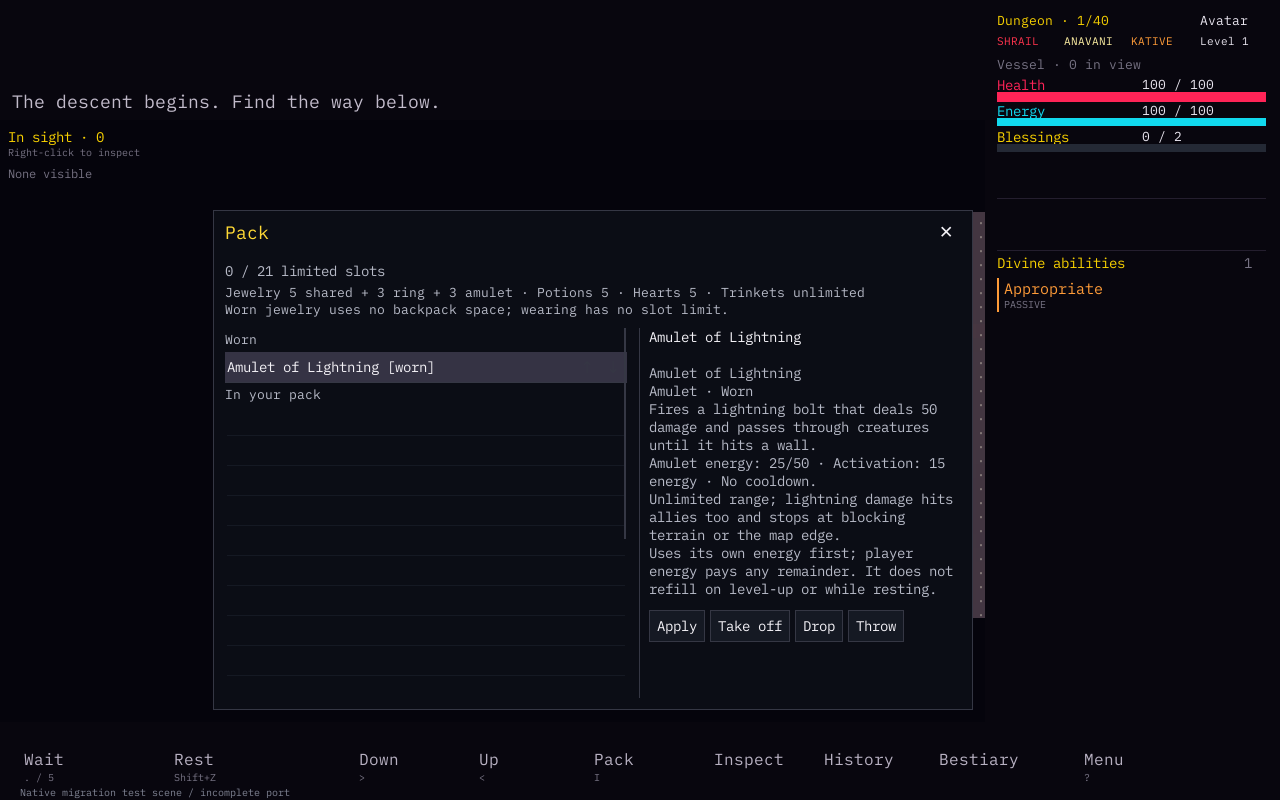 Dungeon · 1/40
Avatar
SHRAIL ANAVANI KATIVE Level 1
Vessel · 0 in view
Health 100 / 100
Energy 100 / 100
Blessings 0 / 2
Divine abilities 1
Appropriate
PASSIVE
The descent begins. Find the way below.
In sight · 0
Right-click to inspect
None visible
Pack ✕
0 / 21 limited slots
Jewelry 5 shared + 3 ring + 3 amulet · Potions 5 · Hearts 5 · Trinkets unlimited
Worn jewelry uses no backpack space; wearing has no slot limit.
Worn
Amulet of Lightning [worn]
In your pack
Amulet of Lightning
Amulet of Lightning
Amulet · Worn
Fires a lightning bolt that deals 50
damage and passes through creatures
until it hits a wall.
Amulet energy: 25/50 · Activation: 15
energy · No cooldown.
Unlimited range; lightning damage hits
allies too and stops at blocking
terrain or the map edge.
Uses its own energy first; player
energy pays any remainder. It does not
refill on level-up or while resting.
Apply Take off Drop Throw
Wait Rest Down Up Pack Inspect History Bestiary Menu
. / 5 Shift+Z > < I ?
Native migration test scene / incomplete port